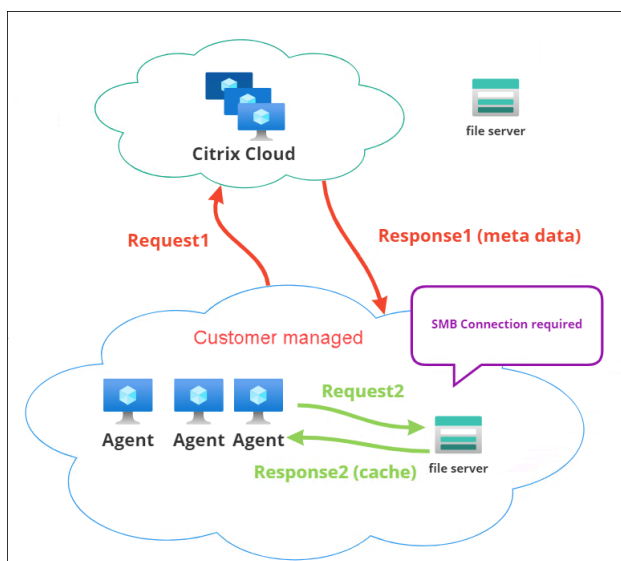 Citrix Cloud
file server
Request1
Response1 (meta data)
SMB Connection required
Customer managed
Request2
Agent
Agent
Agent
file server
Response2 (cache)